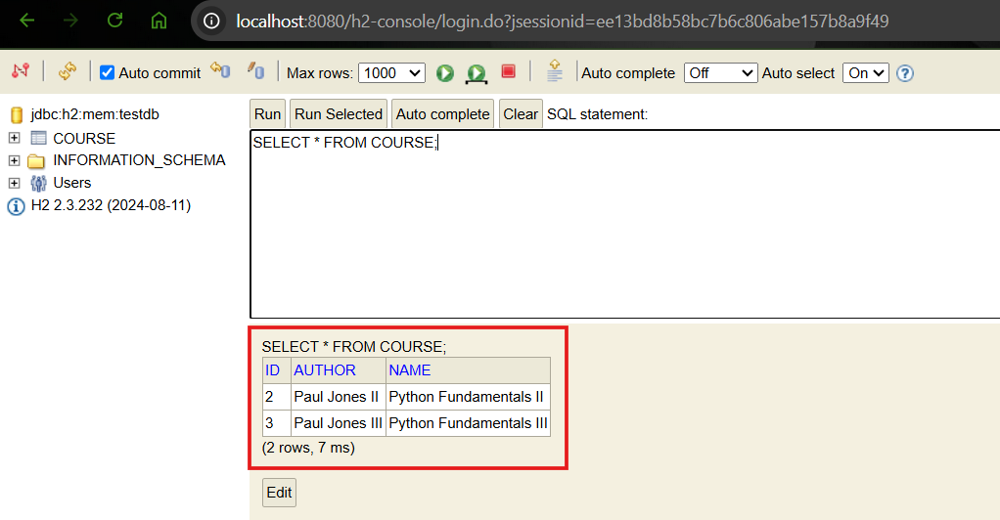 localhost:8080/h2-console/login.do?jsessionid=ee13bd8b58bc7b6c806abe157b8a9f49
Auto commit Max rows: 1000 Auto complete Off Auto select On ?
jdbc:h2:mem:testdb
COURSE
INFORMATION_SCHEMA
Users
H2 2.3.232 (2024-08-11)
Run Run Selected Auto complete Clear SQL statement:
SELECT * FROM COURSE;
SELECT * FROM COURSE;
ID AUTHOR NAME
2 Paul Jones II Python Fundamentals II
3 Paul Jones III Python Fundamentals III
(2 rows, 7 ms)
Edit